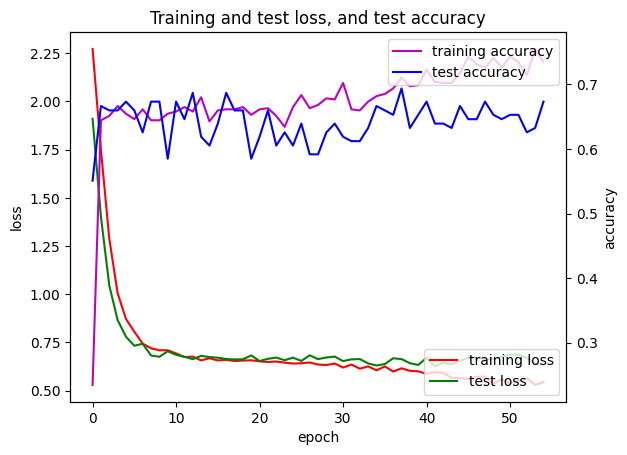 Training and test loss, and test accuracy
training accuracy
test accuracy
2.25
2.00
1.75
1.50
1.25
1.00
0.75
0.50
loss
0.7
0.6
0.5
0.4
0.3
accuracy
training loss
test loss
0
10
20
30
40
50
epoch